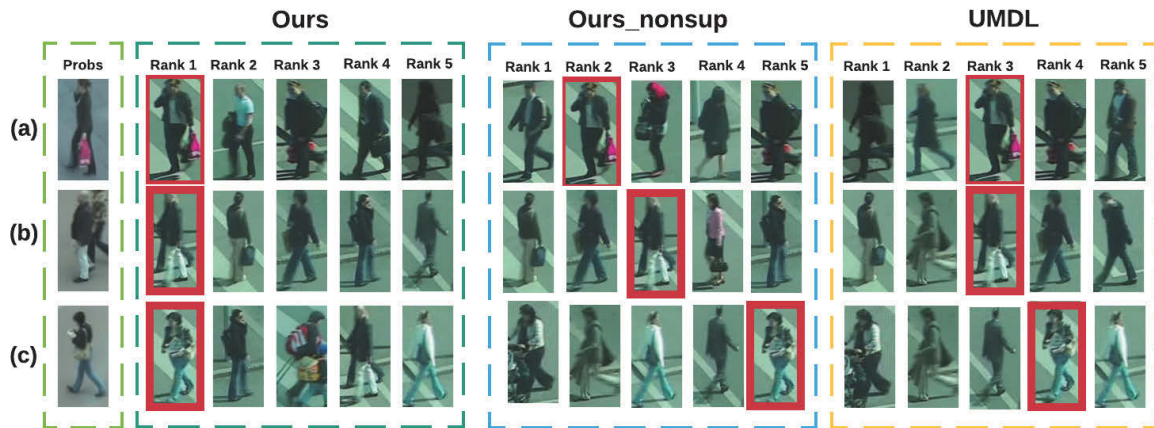 Ours Ours_nonsup UMDL
Probs Rank 1 Rank 2 Rank 3 Rank 4 Rank 5 Rank 1 Rank 2 Rank 3 Rank 4 Rank 5 Rank 1 Rank 2 Rank 3 Rank 4 Rank 5
(a)
(b)
(c)